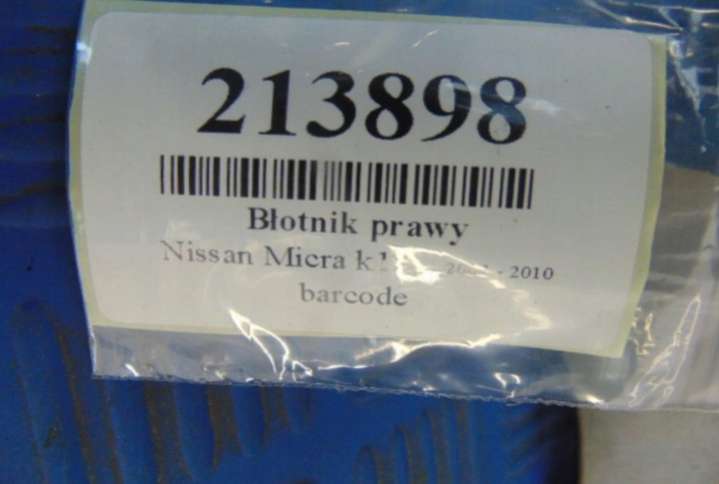 213898
Błotnik prawy
Nissan Micra - 2010
barcode